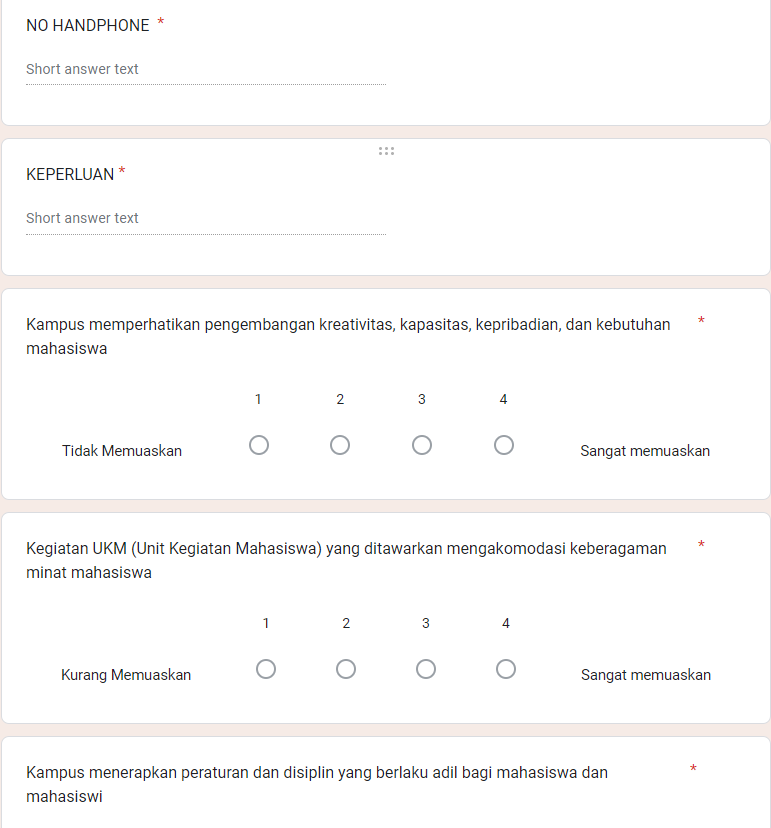 NO HANDPHONE *
Short answer text
KEPERLUAN *
Short answer text
Kampus memperhatikan pengembangan kreativitas, kapasitas, kepribadian, dan kebutuhan *
mahasiswa
1 2 3 4
Tidak Memuaskan Sangat memuaskan
Kegiatan UKM (Unit Kegiatan Mahasiswa) yang ditawarkan mengakomodasi keberagaman *
minat mahasiswa
1 2 3 4
Kurang Memuaskan Sangat memuaskan
Kampus menerapkan peraturan dan disiplin yang berlaku adil bagi mahasiswa dan *
mahasiswi